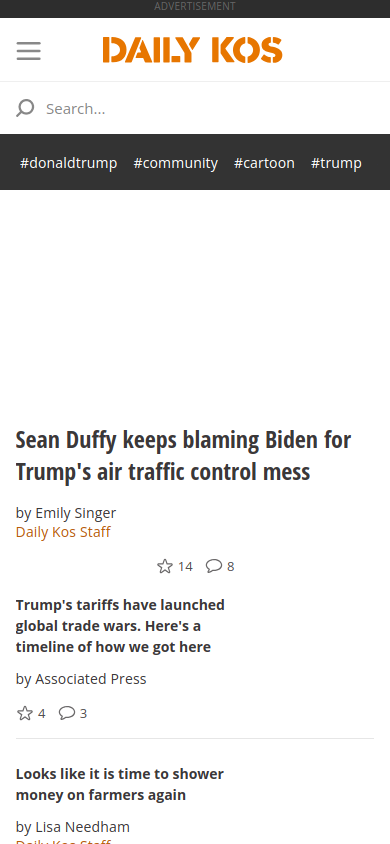 ADVERTISEMENT
DAILY KOS
Search...
#donaldtrump #community #cartoon #trump
Sean Duffy keeps blaming Biden for
Trump's air traffic control mess
by Emily Singer
Daily Kos Staff
14 8
Trump's tariffs have launched
global trade wars. Here's a
timeline of how we got here
by Associated Press
4 3
Looks like it is time to shower
money on farmers again
by Lisa Needham
Daily Kos Staff